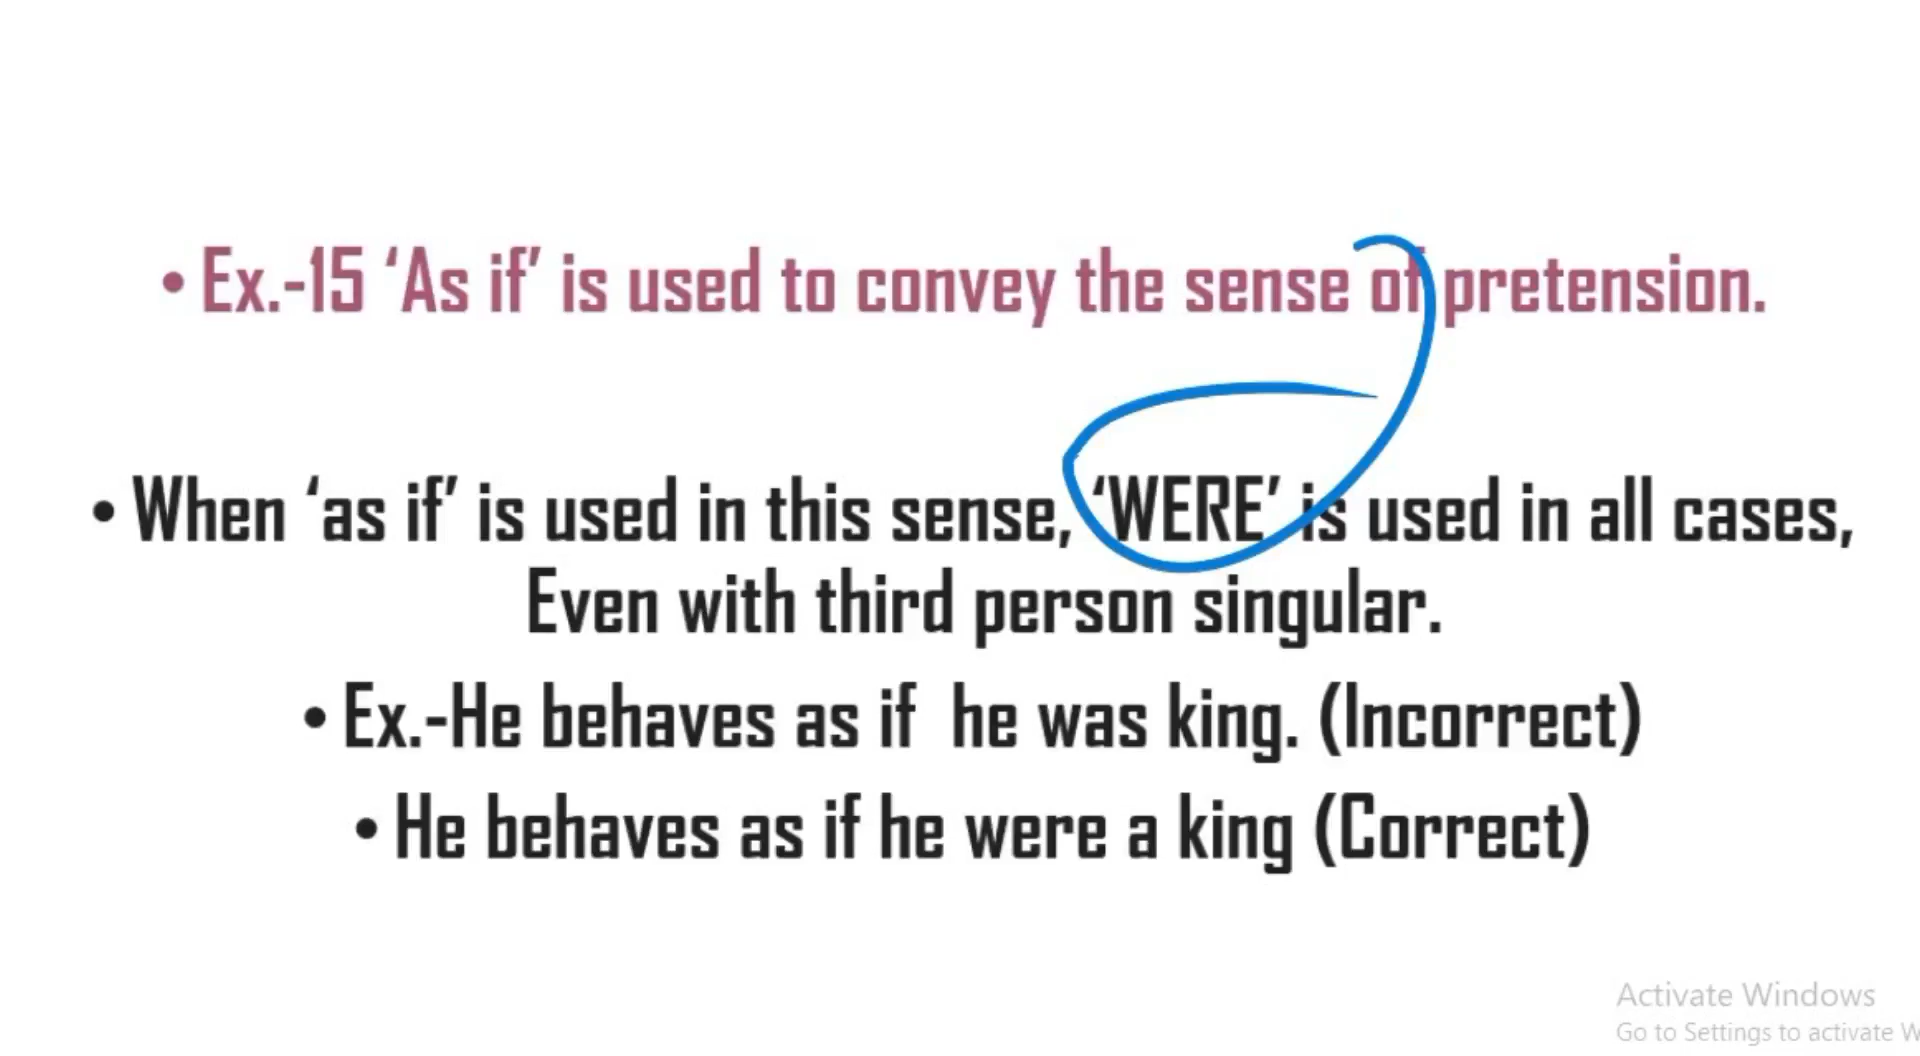 • Ex.-15 ‘As if’ is used to convey the sense of pretension.
• When ‘as if’ is used in this sense, ‘WERE’ is used in all cases,
Even with third person singular.
• Ex.-He behaves as if he was king. (Incorrect)
• He behaves as if he were a king (Correct)
Activate Windows
Go to Settings to activate W